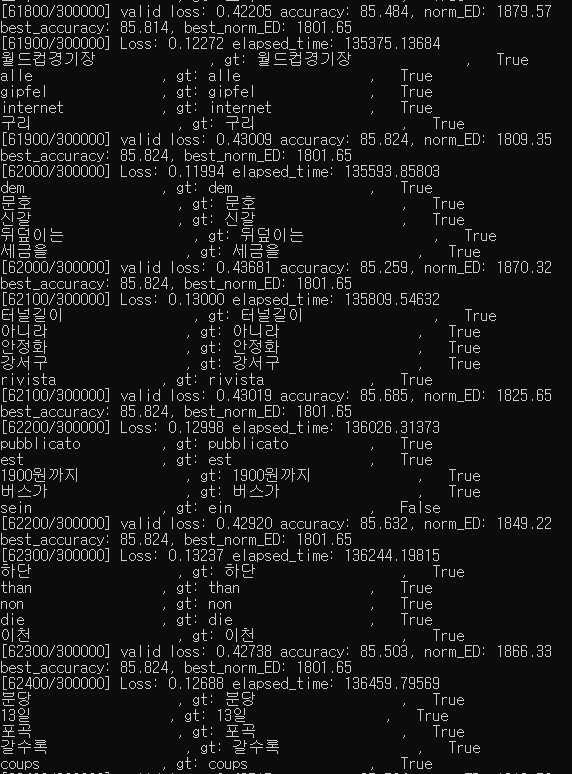 [61800/300000] valid loss: 0.42205 accuracy: 85.484, norm_ED: 1879.57
best_accuracy: 85.814, best_norm_ED: 1801.65
[61900/300000] Loss: 0.12272 elapsed_time: 135375.13684
월드컵경기장 , gt: 월드컵경기장 , True
alle , gt: alle , True
gipfel , gt: gipfel , True
internet , gt: internet , True
구리 , gt: 구리 , True
[61900/300000] valid loss: 0.43009 accuracy: 85.824, norm_ED: 1809.35
best_accuracy: 85.824, best_norm_ED: 1801.65
[62000/300000] Loss: 0.11994 elapsed_time: 135593.85803
dem , gt: dem , True
문호 , gt: 문호 , True
신갈 , gt: 신갈 , True
뒤덮이는 , gt: 뒤덮이는 , True
세금을 , gt: 세금을 , True
[62000/300000] valid loss: 0.43681 accuracy: 85.259, norm_ED: 1870.32
best_accuracy: 85.824, best_norm_ED: 1801.65
[62100/300000] Loss: 0.13000 elapsed_time: 135809.54632
터널길이 , gt: 터널길이 , True
아니라 , gt: 아니라 , True
안정화 , gt: 안정화 , True
강서구 , gt: 강서구 , True
rivista , gt: rivista , True
[62100/300000] valid loss: 0.43019 accuracy: 85.685, norm_ED: 1825.65
best_accuracy: 85.824, best_norm_ED: 1801.65
[62200/300000] Loss: 0.12998 elapsed_time: 136026.31373
pubblicato , gt: pubblicato , True
est , gt: est , True
1900원까지 , gt: 1900원까지 , True
버스가 , gt: 버스가 , True
sein , gt: ein , False
[62200/300000] valid loss: 0.42920 accuracy: 85.632, norm_ED: 1849.22
best_accuracy: 85.824, best_norm_ED: 1801.65
[62300/300000] Loss: 0.13237 elapsed_time: 136244.19815
하단 , gt: 하단 , True
than , gt: than , True
non , gt: non , True
die , gt: die , True
이천 , gt: 이천 , True
[62300/300000] valid loss: 0.42738 accuracy: 85.503, norm_ED: 1866.33
best_accuracy: 85.824, best_norm_ED: 1801.65
[62400/300000] Loss: 0.12688 elapsed_time: 136459.79569
분당 , gt: 분당 , True
13일 , gt: 13일 , True
포곡 , gt: 포곡 , True
갈수록 , gt: 갈수록 , True
coups , gt: coups , True